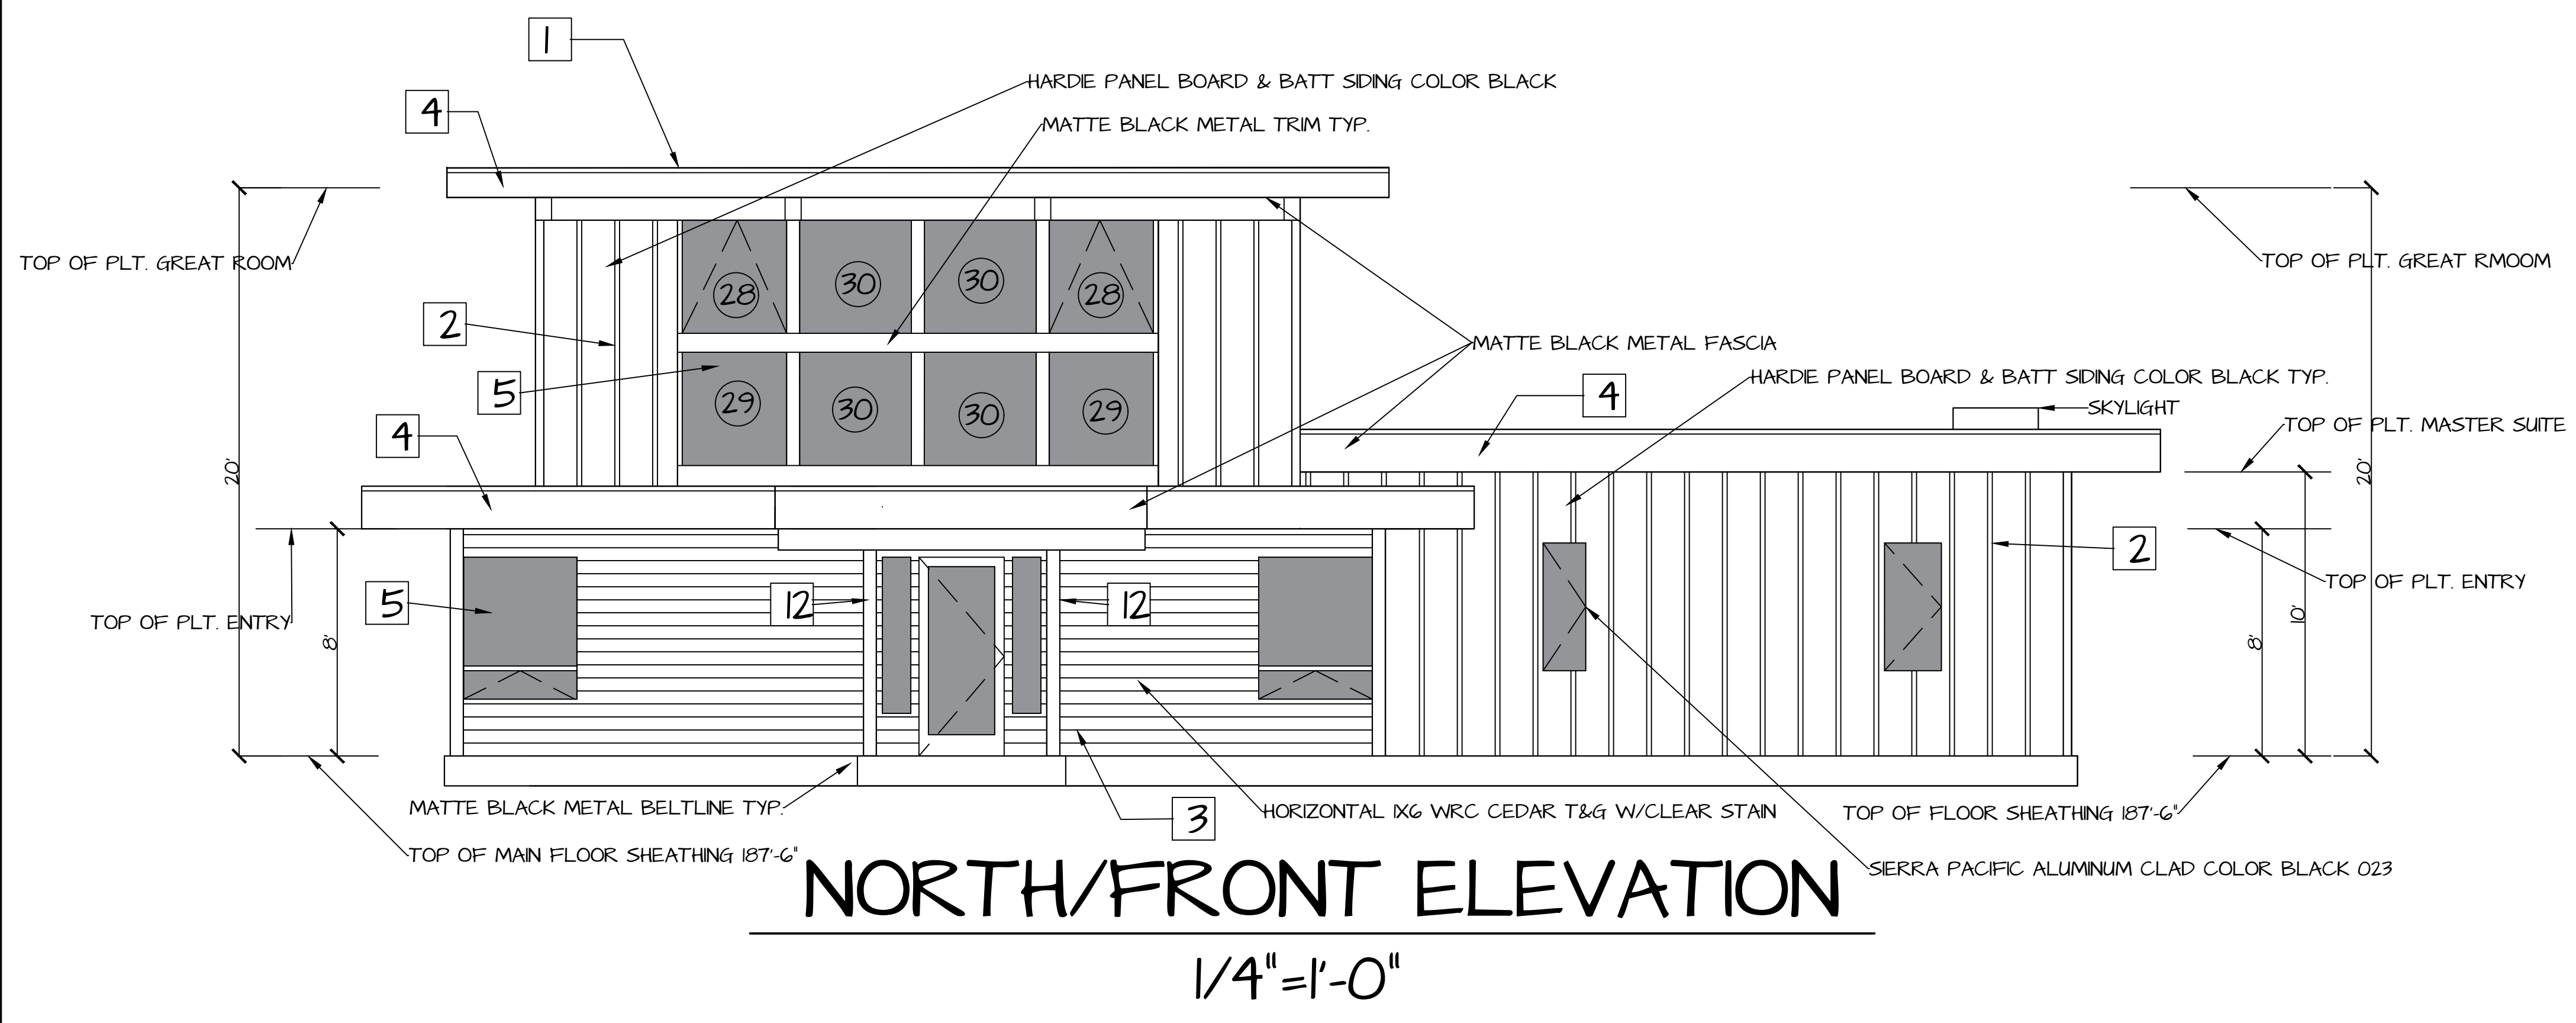 1
HARDIE PANEL BOARD & BATT SIDING COLOR BLACK
4
MATTE BLACK METAL TRIM TYP.
TOP OF PLT. GREAT ROOM
TOP OF PLT. GREAT RMOOM
28
30
30
28
2
MATTE BLACK METAL FASCIA
HARDIE PANEL BOARD & BATT SIDING COLOR BLACK TYP.
5
4
29
30
30
29
SKYLIGHT
TOP OF PLT. MASTER SUITE
4
20'
20'
2
TOP OF PLT. ENTRY
5
12
12
10'
TOP OF PLT. ENTRY
8'
8'
MATTE BLACK METAL BELTLINE TYP.
3
HORIZONTAL 1X6 WRC CEDAR T&G W/CLEAR STAIN
TOP OF FLOOR SHEATHING 187'-6"
TOP OF MAIN FLOOR SHEATHING 187'-6"
SIERRA PACIFIC ALUMINUM CLAD COLOR BLACK 023
NORTH/FRONT ELEVATION
1/4"=1'-0"